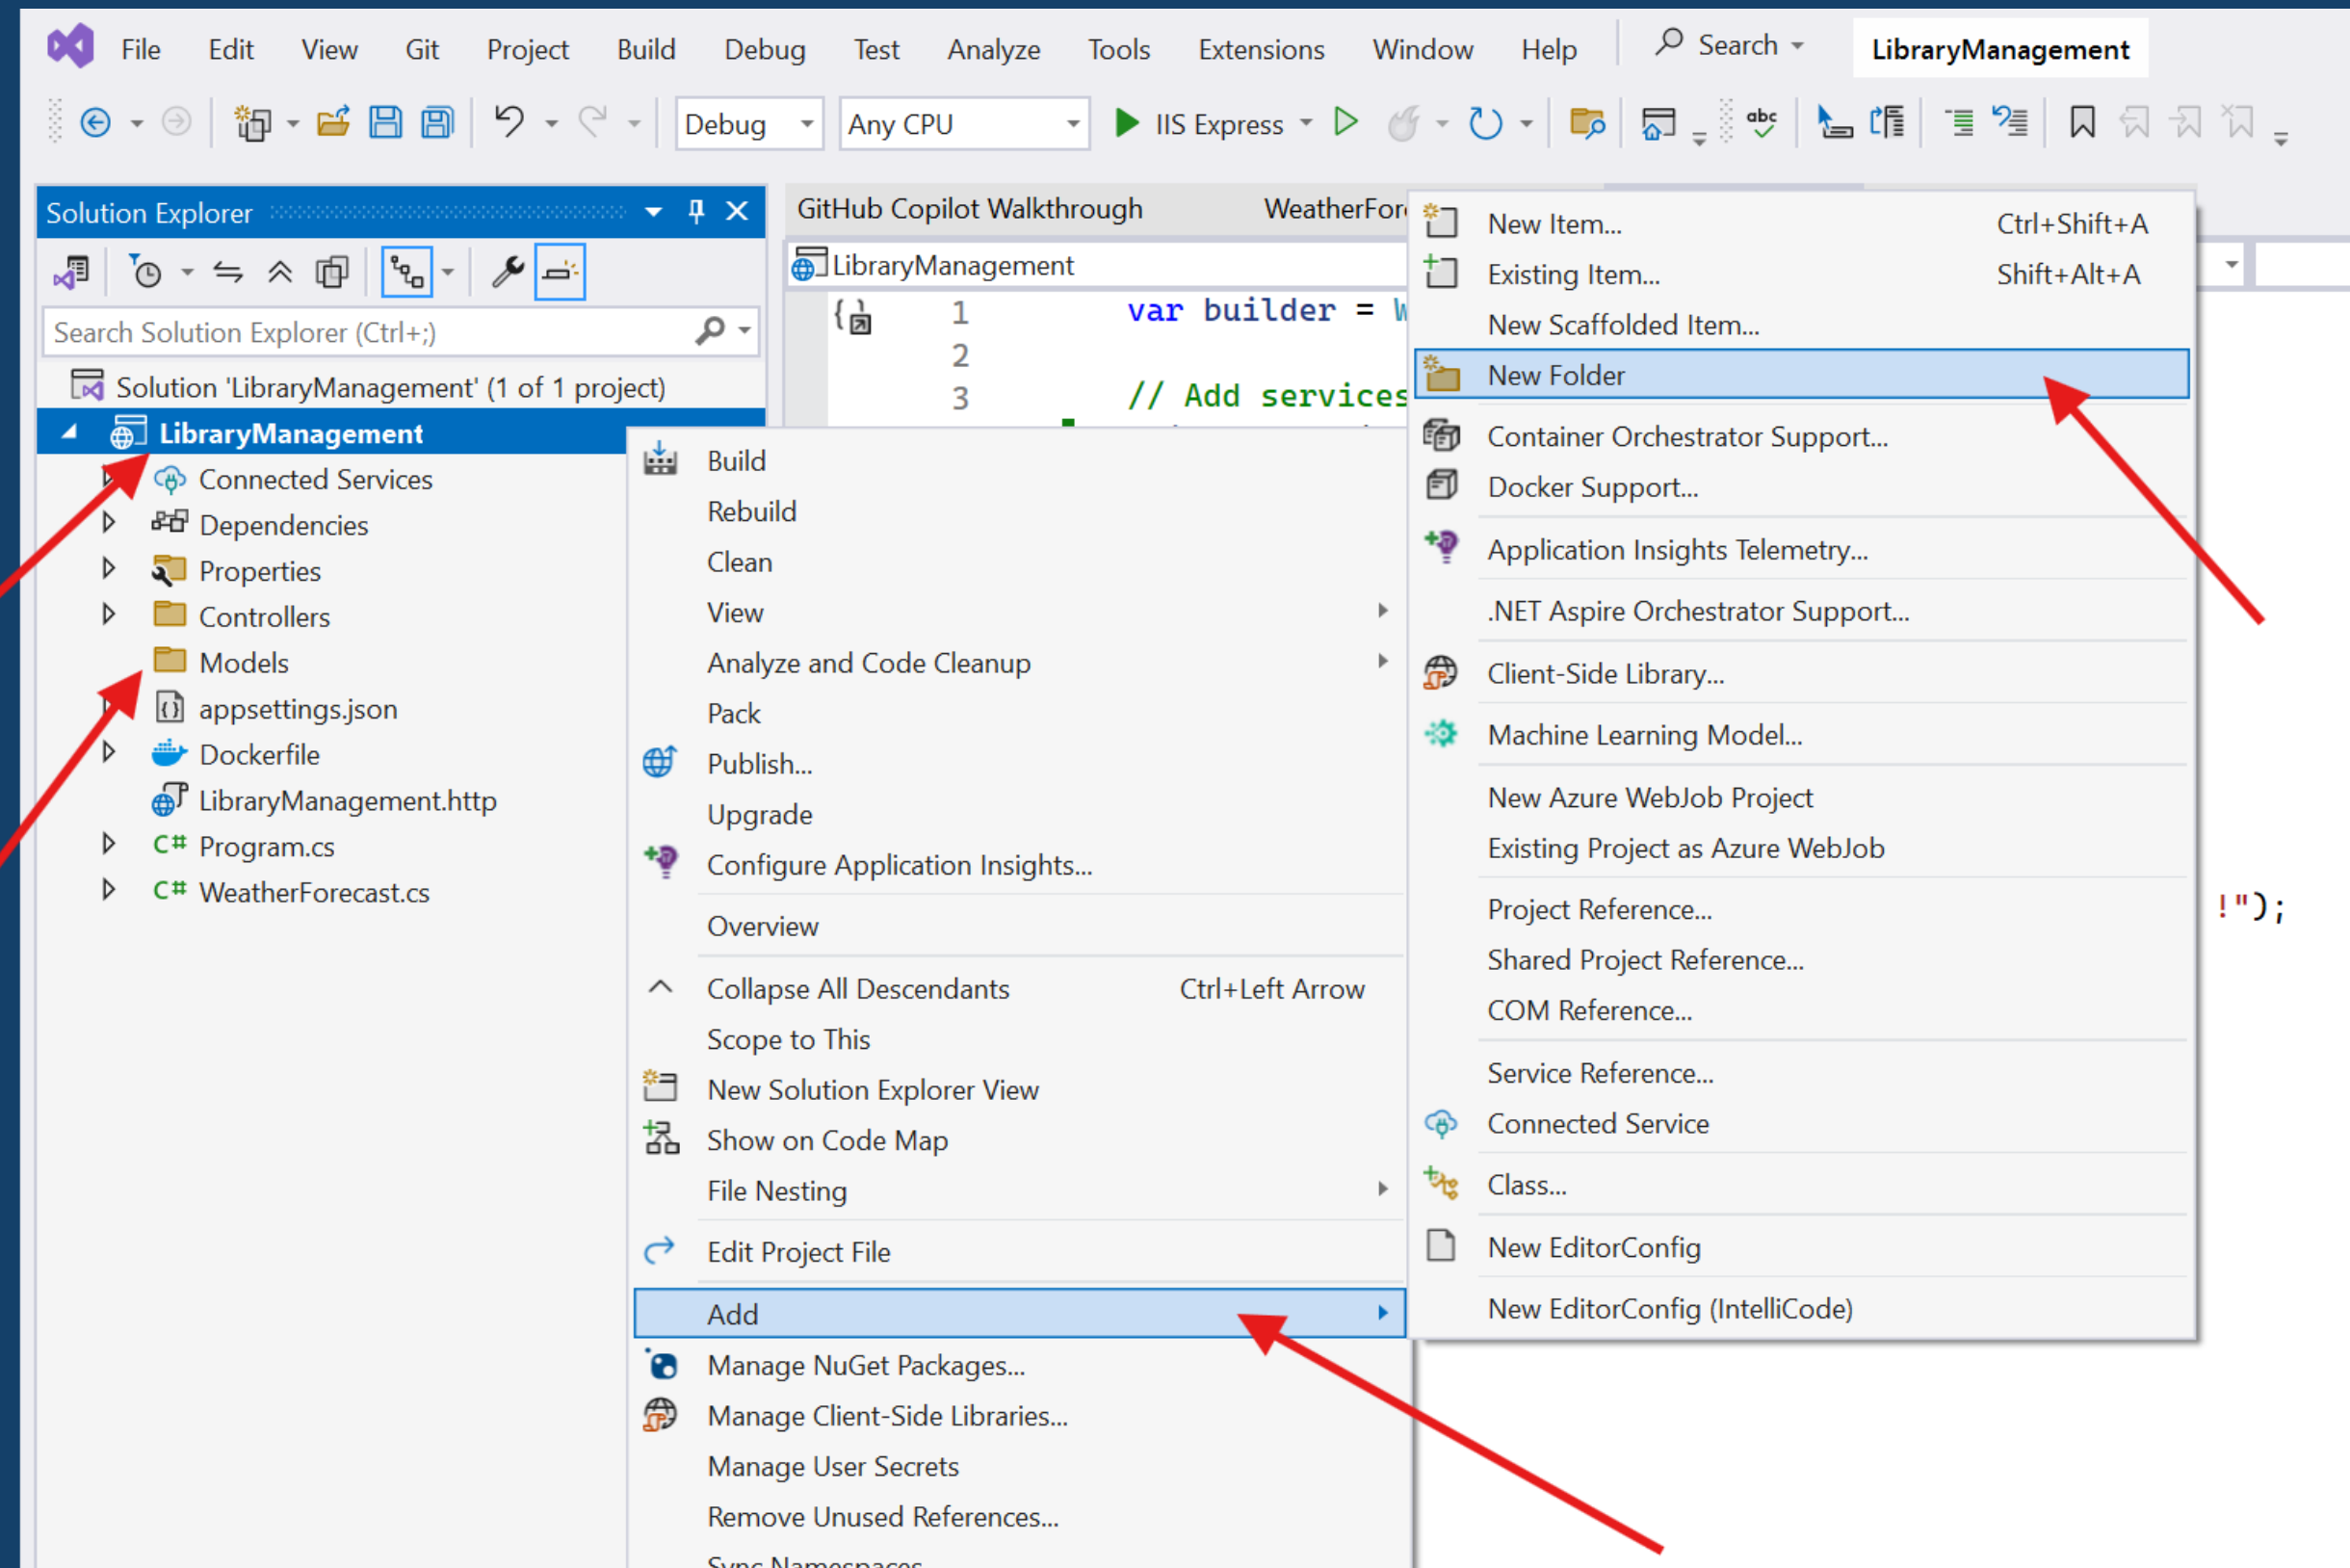 File Edit View Git Project Build Debug Test Analyze Tools Extensions Window Help Search LibraryManagement
Debug Any CPU IIS Express abc
Solution Explorer
Search Solution Explorer (Ctrl+;)
Solution 'LibraryManagement' (1 of 1 project)
LibraryManagement
Connected Services
Dependencies
Properties
Controllers
Models
appsettings.json
Dockerfile
LibraryManagement.http
C# Program.cs
C# WeatherForecast.cs
GitHub Copilot Walkthrough WeatherFor
LibraryManagement
1 var builder = W
2
3 // Add services
!");
Build
Rebuild
Clean
View
Analyze and Code Cleanup
Pack
Publish...
Upgrade
Configure Application Insights...
Overview
Collapse All Descendants Ctrl+Left Arrow
Scope to This
New Solution Explorer View
Show on Code Map
File Nesting
Edit Project File
Add
Manage NuGet Packages...
Manage Client-Side Libraries...
Manage User Secrets
Remove Unused References...
Sync Namespaces
New Item... Ctrl+Shift+A
Existing Item... Shift+Alt+A
New Scaffolded Item...
New Folder
Container Orchestrator Support...
Docker Support...
Application Insights Telemetry...
.NET Aspire Orchestrator Support...
Client-Side Library...
Machine Learning Model...
New Azure WebJob Project
Existing Project as Azure WebJob
Project Reference...
Shared Project Reference...
COM Reference...
Service Reference...
Connected Service
Class...
New EditorConfig
New EditorConfig (IntelliCode)